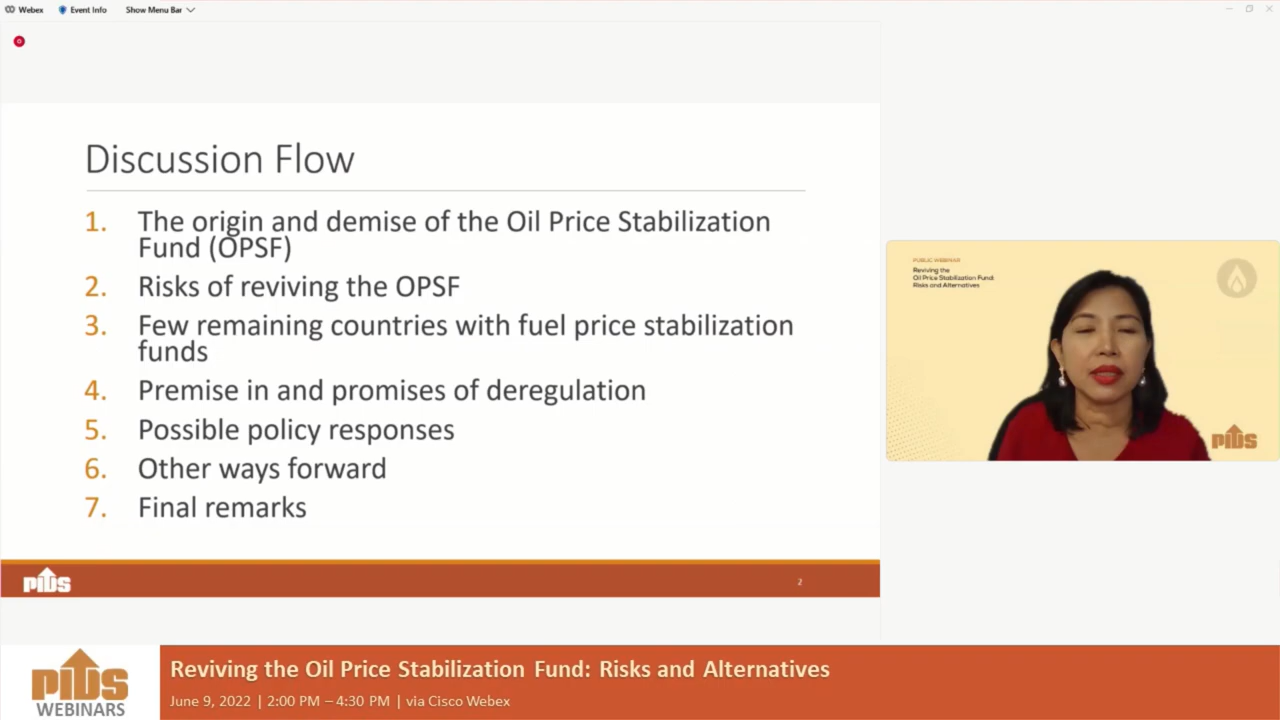 Webex
Event Info
Show Menu Bar
Discussion Flow
1. The origin and demise of the Oil Price Stabilization
Fund (OPSF)
2. Risks of reviving the OPSF
3. Few remaining countries with fuel price stabilization
funds
4. Premise in and promises of deregulation
5. Possible policy responses
6. Other ways forward
7. Final remarks
PIDS
2
PUBLIC WEBINAR
Reviving the
Oil Price Stabilization Fund:
Risks and Alternatives
PIDS
PIDS
WEBINARS
Reviving the Oil Price Stabilization Fund: Risks and Alternatives
June 9, 2022 | 2:00 PM – 4:30 PM | via Cisco Webex